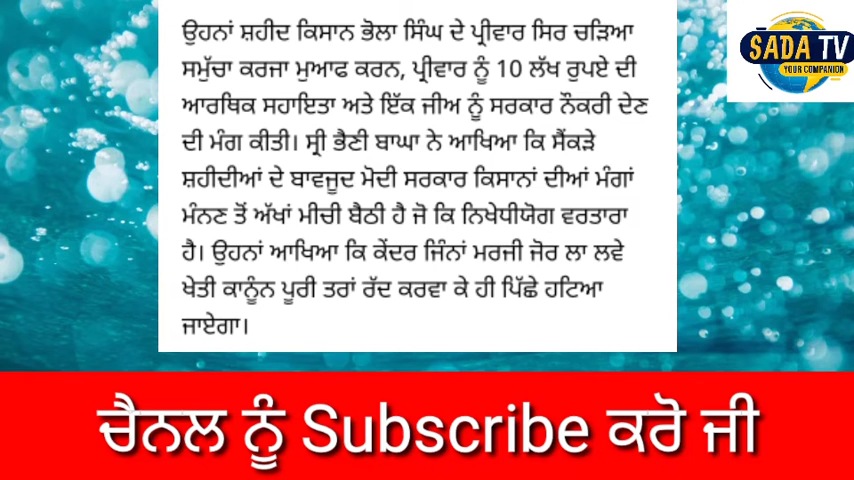 ਉਹਨਾਂ ਸ਼ਹੀਦ ਕਿਸਾਨ ਭੋਲਾ ਸਿੰਘ ਦੇ ਪ੍ਰੀਵਾਰ ਸਿਰ ਚੜਿਆ
ਸਮੁੱਚਾ ਕਰਜਾ ਮੁਆਫ ਕਰਨ, ਪ੍ਰੀਵਾਰ ਨੂੰ 10 ਲੱਖ ਰੁਪਏ ਦੀ
ਆਰਥਿਕ ਸਹਾਇਤਾ ਅਤੇ ਇੱਕ ਜੀਅ ਨੂੰ ਸਰਕਾਰ ਨੌਕਰੀ ਦੇਣ
ਦੀ ਮੰਗ ਕੀਤੀ। ਸ੍ਰੀ ਭੈਣੀ ਬਾਘਾ ਨੇ ਆਖਿਆ ਕਿ ਸੈਂਕੜੇ
ਸ਼ਹੀਦੀਆਂ ਦੇ ਬਾਵਜੂਦ ਮੋਦੀ ਸਰਕਾਰ ਕਿਸਾਨਾਂ ਦੀਆਂ ਮੰਗਾਂ
ਮੰਨਣ ਤੋਂ ਅੱਖਾਂ ਮੀਚੀ ਬੈਠੀ ਹੈ ਜੋ ਕਿ ਨਿਖੇਧੀਯੋਗ ਵਰਤਾਰਾ
ਹੈ। ਉਹਨਾਂ ਆਖਿਆ ਕਿ ਕੇਂਦਰ ਜਿੰਨਾਂ ਮਰਜੀ ਜੋਰ ਲਾ ਲਵੇ
ਖੇਤੀ ਕਾਨੂੰਨ ਪੂਰੀ ਤਰਾਂ ਰੱਦ ਕਰਵਾ ਕੇ ਹੀ ਪਿੱਛੇ ਹਟਿਆ
ਜਾਏਗਾ।
SADA TV
YOUR COMPANION
ਚੈਨਲ ਨੂੰ Subscribe ਕਰੋ ਜੀ